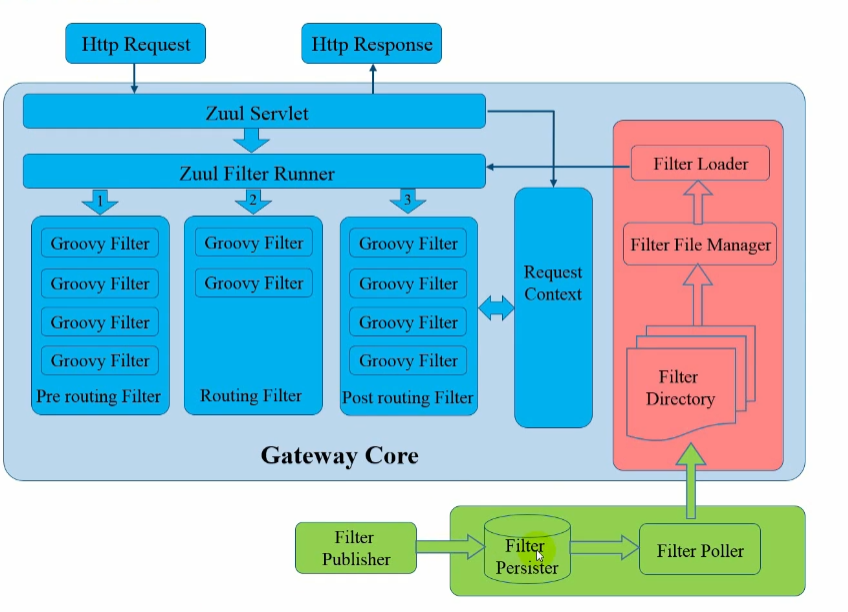 Http Request
Http Response
Zuul Servlet
Zuul Filter Runner
1
2
3
Groovy Filter
Groovy Filter
Groovy Filter
Groovy Filter
Pre routing Filter
Groovy Filter
Groovy Filter
Routing Filter
Groovy Filter
Groovy Filter
Groovy Filter
Groovy Filter
Post routing Filter
Request
Context
Filter Loader
Filter File Manager
Filter
Directory
Gateway Core
Filter
Publisher
Filter
Persister
Filter Poller